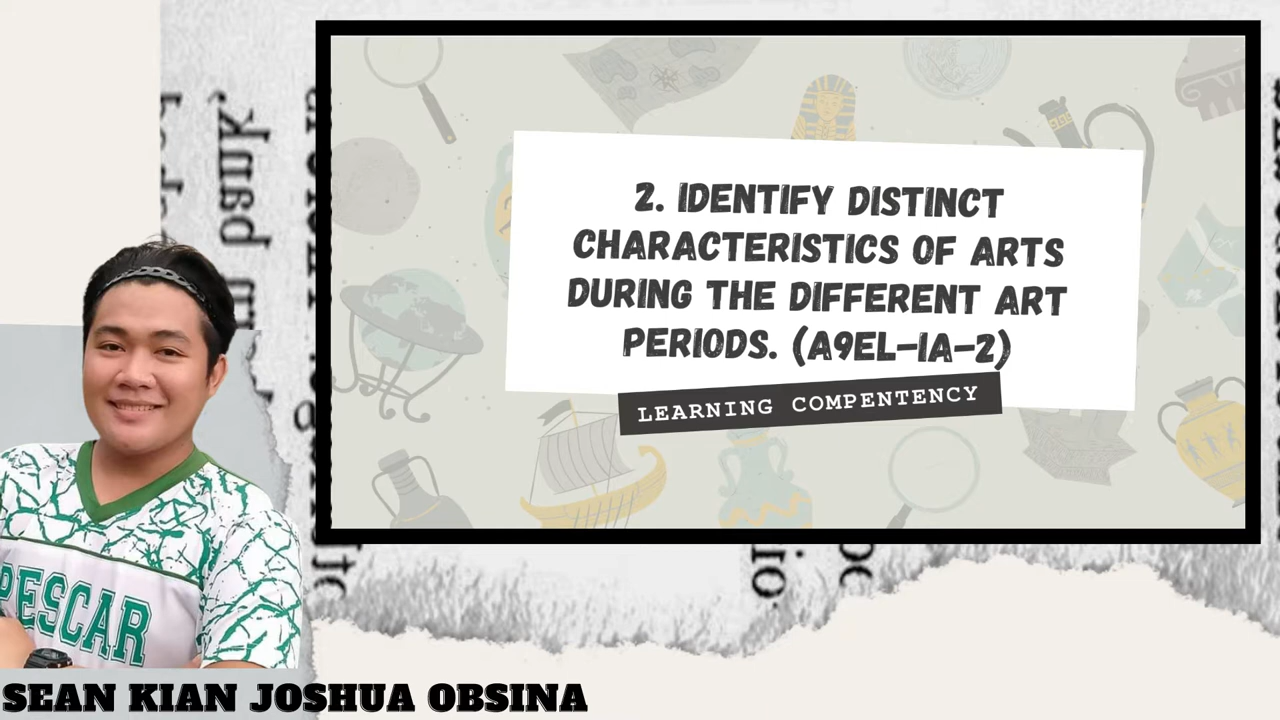 2. IDENTIFY DISTINCT
CHARACTERISTICS OF ARTS
DURING THE DIFFERENT ART
PERIODS. (A9EL-IA-2)
LEARNING COMPENTENCY
PESCAR
SEAN KIAN JOSHUA OBSINA